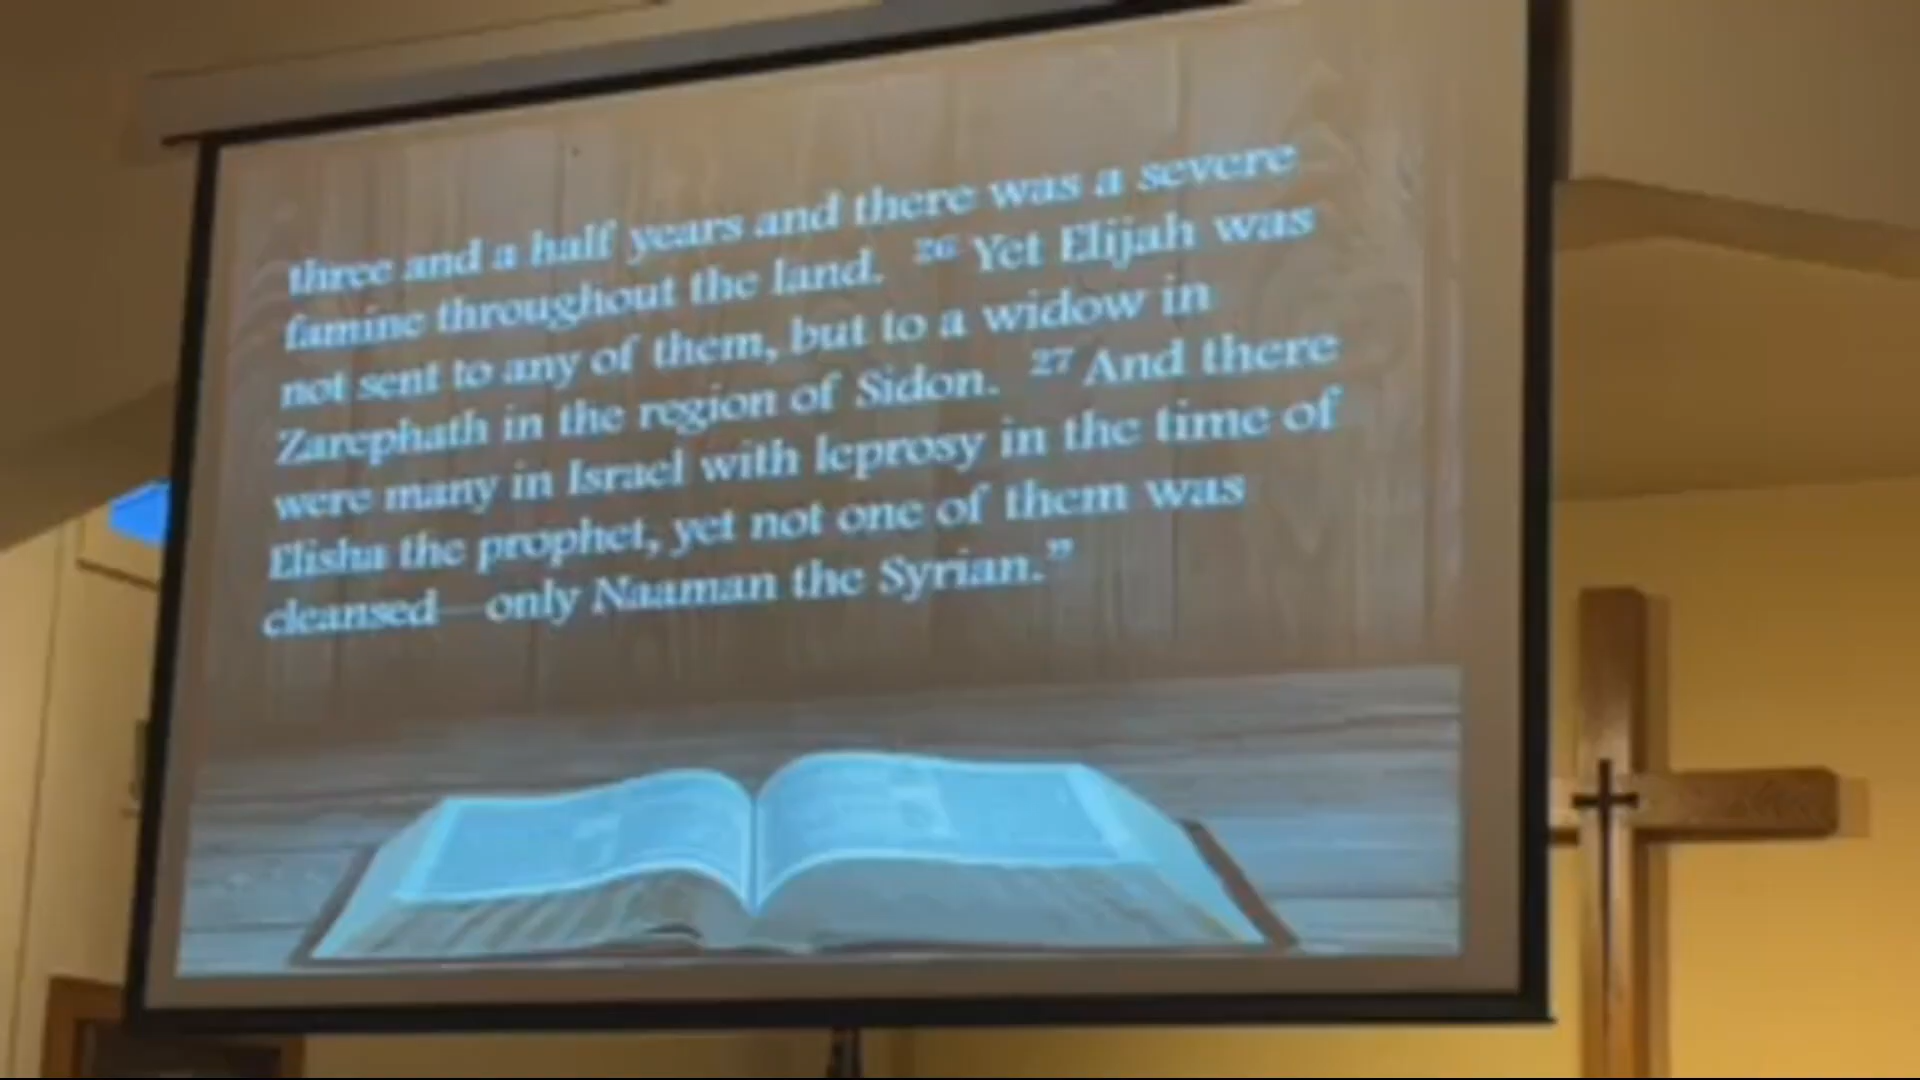 three and a half years and there was a severe
famine throughout the land. 26 Yet Elijah was
not sent to any of them, but to a widow in
Zarephath in the region of Sidon. 27 And there
were many in Israel with leprosy in the time of
Elisha the prophet, yet not one of them was
cleansed—only Naaman the Syrian.”